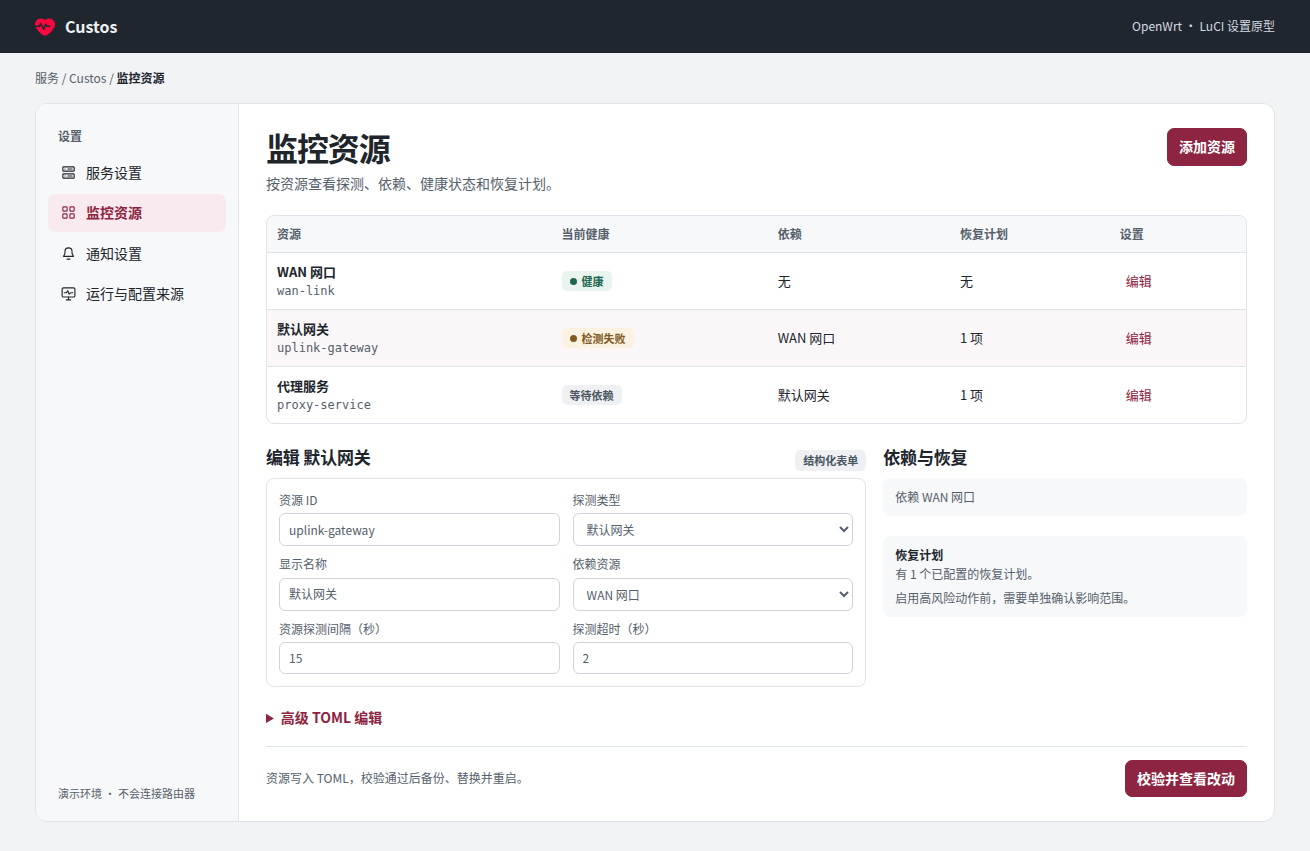 Custos
OpenWrt · LuCI 设置原型
服务 / Custos / 监控资源
设置
服务设置
监控资源
通知设置
运行与配置来源
演示环境 · 不会连接路由器
监控资源
添加资源
按资源查看探测、依赖、健康状态和恢复计划。
资源 当前健康 依赖 恢复计划 设置
WAN 网口
wan-link
健康 无 无 编辑
默认网关
uplink-gateway
检测失败 WAN 网口 1 项 编辑
代理服务
proxy-service
等待依赖 默认网关 1 项 编辑
编辑 默认网关
结构化表单
资源 ID 探测类型
uplink-gateway 默认网关
显示名称 依赖资源
默认网关 WAN 网口
资源探测间隔（秒） 探测超时（秒）
15 2
依赖与恢复
依赖 WAN 网口
恢复计划
有 1 个已配置的恢复计划。
启用高风险动作前，需要单独确认影响范围。
高级 TOML 编辑
资源写入 TOML，校验通过后备份、替换并重启。
校验并查看改动